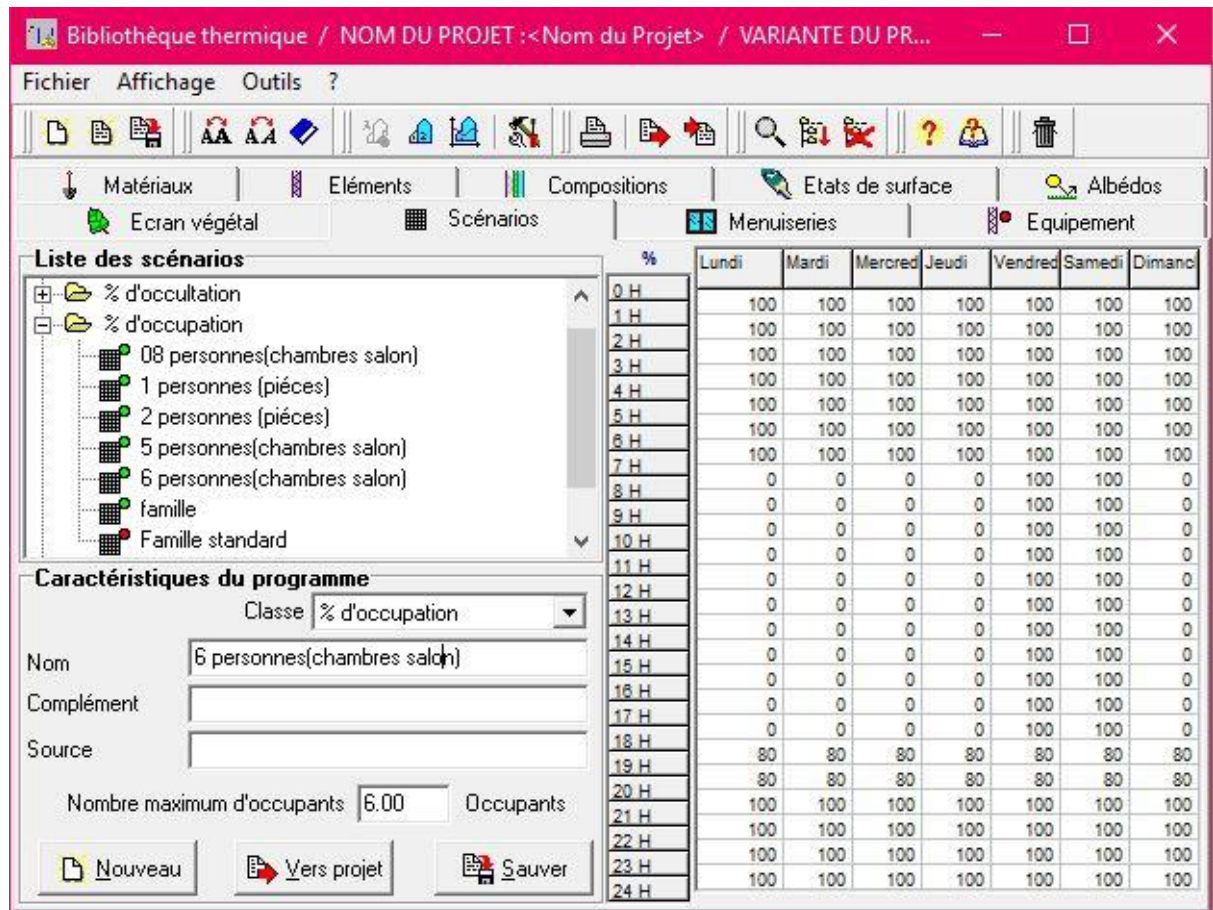 Bibliothèque thermique / NOM DU PROJET :<Nom du Projet> / VARIANTE DU PR...
Fichier Affichage Outils ?
Matériaux Eléments Compositions Etats de surface Albédos
Ecran végétal Scénarios Menuiseries Equipement
Liste des scénarios
% d'occultation
% d'occupation
08 personnes(chambres salon)
1 personnes (piéces)
2 personnes (piéces)
5 personnes(chambres salon)
6 personnes(chambres salon)
famille
Famille standard
Caractéristiques du programme
Classe % d'occupation
Nom 6 personnes(chambres salon)
Complément
Source
Nombre maximum d'occupants 6.00 Occupants
Nouveau Vers projet Sauver
% Lundi Mardi Mercred Jeudi Vendred Samedi Dimanc
0 H
100 100 100 100 100 100 100
1 H
100 100 100 100 100 100 100
2 H
100 100 100 100 100 100 100
3 H
100 100 100 100 100 100 100
4 H
100 100 100 100 100 100 100
5 H
100 100 100 100 100 100 100
6 H
100 100 100 100 100 100 100
7 H
0 0 0 0 100 100 0
8 H
0 0 0 0 100 100 0
9 H
0 0 0 0 100 100 0
10 H
0 0 0 0 100 100 0
11 H
0 0 0 0 100 100 0
12 H
0 0 0 0 100 100 0
13 H
0 0 0 0 100 100 0
14 H
0 0 0 0 100 100 0
15 H
0 0 0 0 100 100 0
16 H
0 0 0 0 100 100 0
17 H
0 0 0 0 100 100 0
18 H
80 80 80 80 80 80 80
19 H
80 80 80 80 80 80 80
20 H
100 100 100 100 100 100 100
21 H
100 100 100 100 100 100 100
22 H
100 100 100 100 100 100 100
23 H
100 100 100 100 100 100 100
24 H